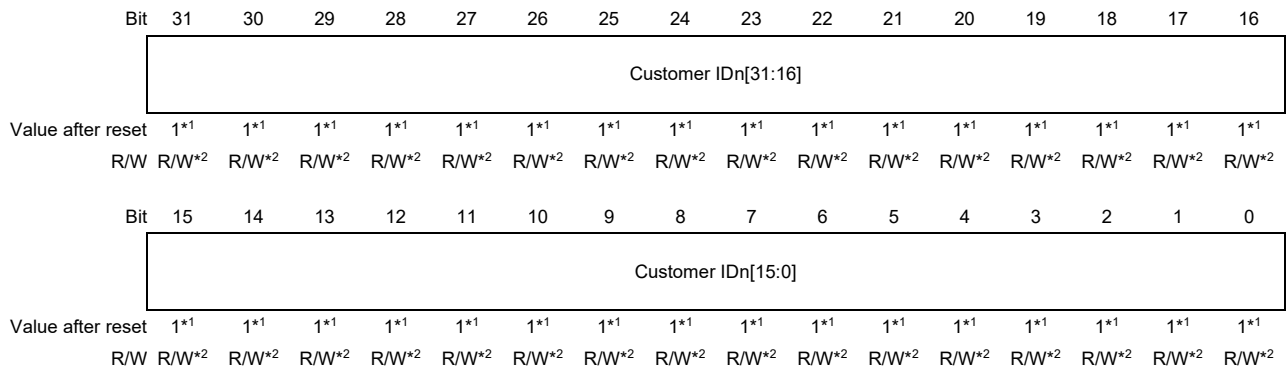 Bit 31 30 29 28 27 26 25 24 23 22 21 20 19 18 17 16
Customer IDn[31:16]
Value after reset 1*1 1*1 1*1 1*1 1*1 1*1 1*1 1*1 1*1 1*1 1*1 1*1 1*1 1*1 1*1 1*1
R/W R/W*2 R/W*2 R/W*2 R/W*2 R/W*2 R/W*2 R/W*2 R/W*2 R/W*2 R/W*2 R/W*2 R/W*2 R/W*2 R/W*2 R/W*2 R/W*2
Bit 15 14 13 12 11 10 9 8 7 6 5 4 3 2 1 0
Customer IDn[15:0]
Value after reset 1*1 1*1 1*1 1*1 1*1 1*1 1*1 1*1 1*1 1*1 1*1 1*1 1*1 1*1 1*1 1*1
R/W R/W*2 R/W*2 R/W*2 R/W*2 R/W*2 R/W*2 R/W*2 R/W*2 R/W*2 R/W*2 R/W*2 R/W*2 R/W*2 R/W*2 R/W*2 R/W*2